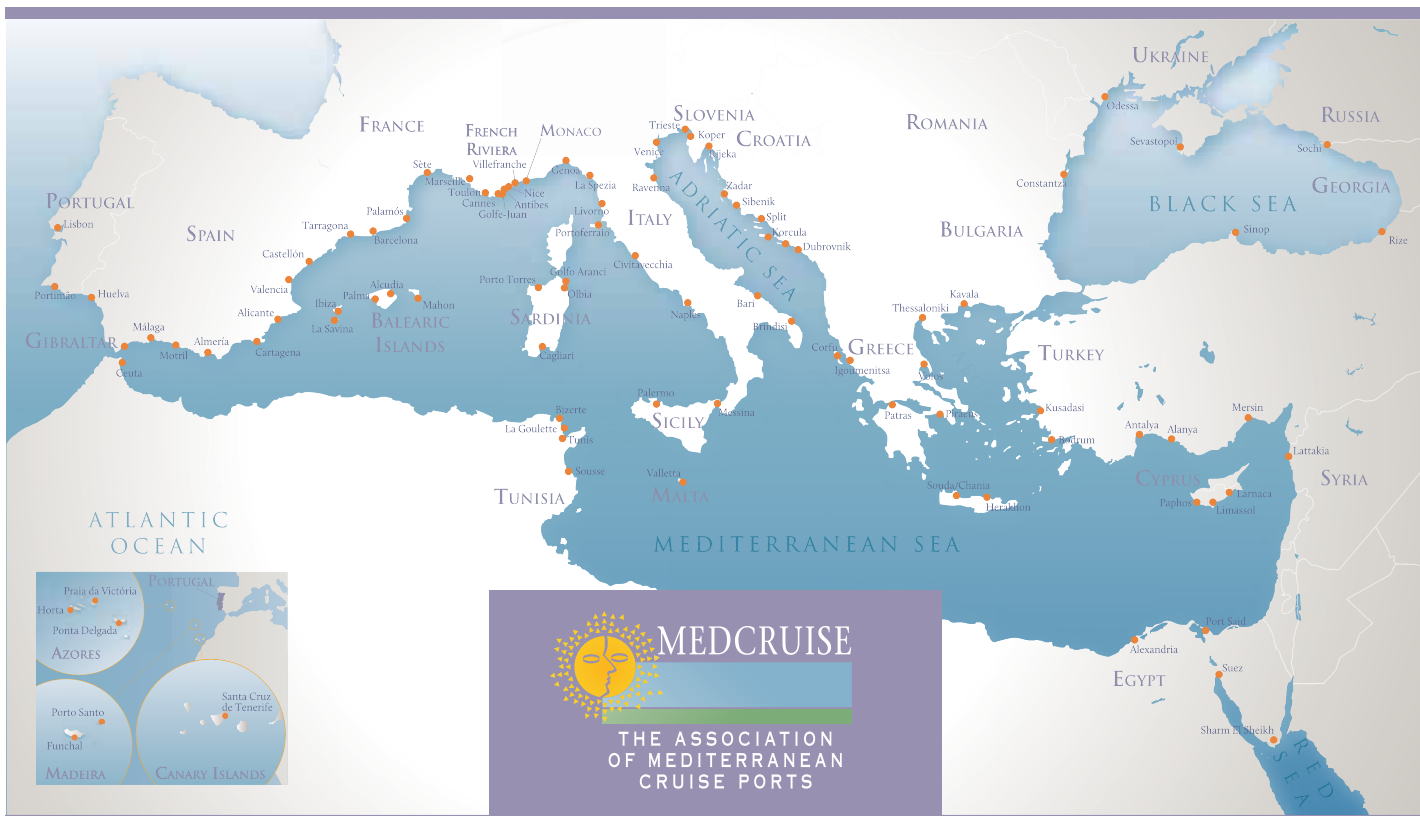 UKRAINE
Odessa
SLOVENIA
RUSSIA
FRANCE
FRENCH
RIVIERA
MONACO
Trieste
Koper
CROATIA
ROMANIA
Sevastopol
Sochi
Venice
Rijeka
Villefranche
Sète
Genoa
Marseille
Toulon
Cannes
Golfe-Juan
Antibes
Nice
La Spezia
Ravenna
Zadar
Constantza
GEORGIA
PORTUGAL
Lisbon
Palamós
Livorno
ITALY
ADRIATIC SEA
Sibenik
Split
Korcula
Dubrovnik
BLACK SEA
SPAIN
Tarragona
Barcelona
Portoferraio
BULGARIA
Sinop
Rize
Castellón
Civitavecchia
Golfo Aranci
Porto Torres
Olbia
Valencia
Alcudia
Palma
Mahon
Ibiza
La Savina
Portimão
Huelva
Alicante
BALEARIC
ISLANDS
SARDINIA
Naples
Bari
Brindisi
Kavala
Thessaloniki
GIBRALTAR
Málaga
Motril
Almería
Cartagena
Ceuta
Cagliari
Corfu
GREECE
Igoumenitsa
Volos
TURKEY
Palermo
SICILY
Messina
Patras
Piraeus
Kusadasi
Bodrum
Antalya
Alanya
Mersin
Bizerte
La Goulette
Tunis
Sousse
TUNISIA
Valletta
MALTA
Souda/Chania
Heraklion
CYPRUS
Paphos
Larnaca
Limassol
Lattakia
SYRIA
ATLANTIC
OCEAN
MEDITERRANEAN SEA
PORTUGAL
Praia da Victória
Horta
Ponta Delgada
AZORES
Porto Santo
Funchal
MADEIRA
Santa Cruz
de Tenerife
CANARY ISLANDS
MEDCRUISE
THE ASSOCIATION
OF MEDITERRANEAN
CRUISE PORTS
Port Said
Alexandria
EGYPT
Suez
Sharm El Sheikh
RED
SEA